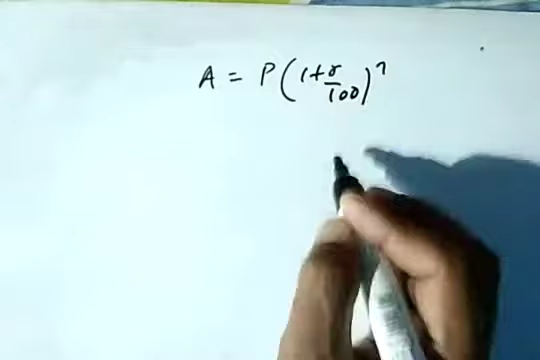 A = P(1+r/100)^n